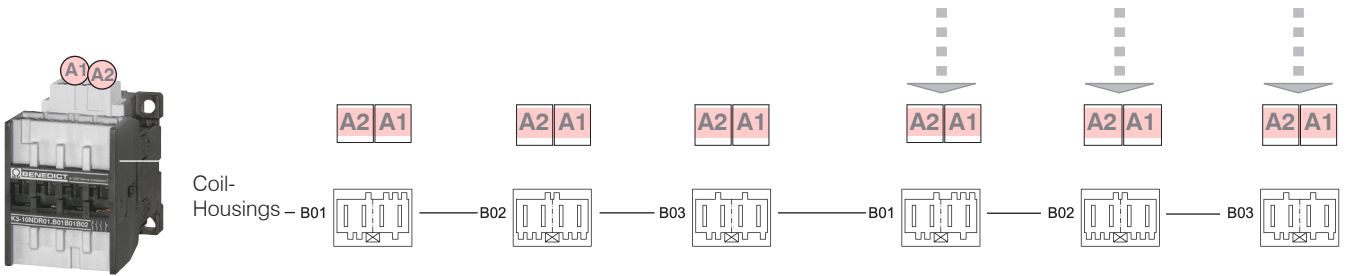 A1 A2
BENEDICT
K3-10NDR01.B01B01B02
A2 A1 A2 A1 A2 A1 A2 A1 A2 A1 A2 A1
Coil-
Housings B01 B02 B03 B01 B02 B03